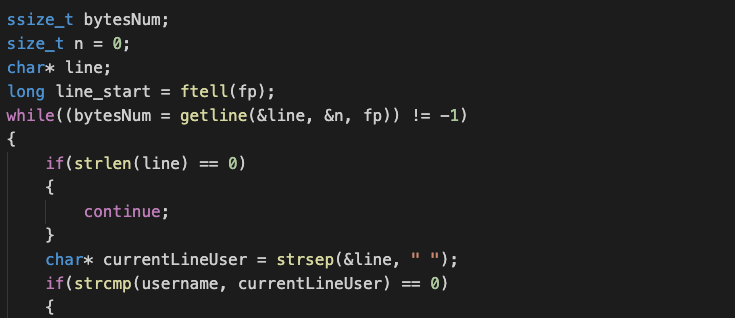 ssize_t bytesNum;
size_t n = 0;
char* line;
long line_start = ftell(fp);
while((bytesNum = getline(&line, &n, fp)) != -1)
{
    if(strlen(line) == 0)
    {
        continue;
    }
    char* currentLineUser = strsep(&line, " ");
    if(strcmp(username, currentLineUser) == 0)
    {